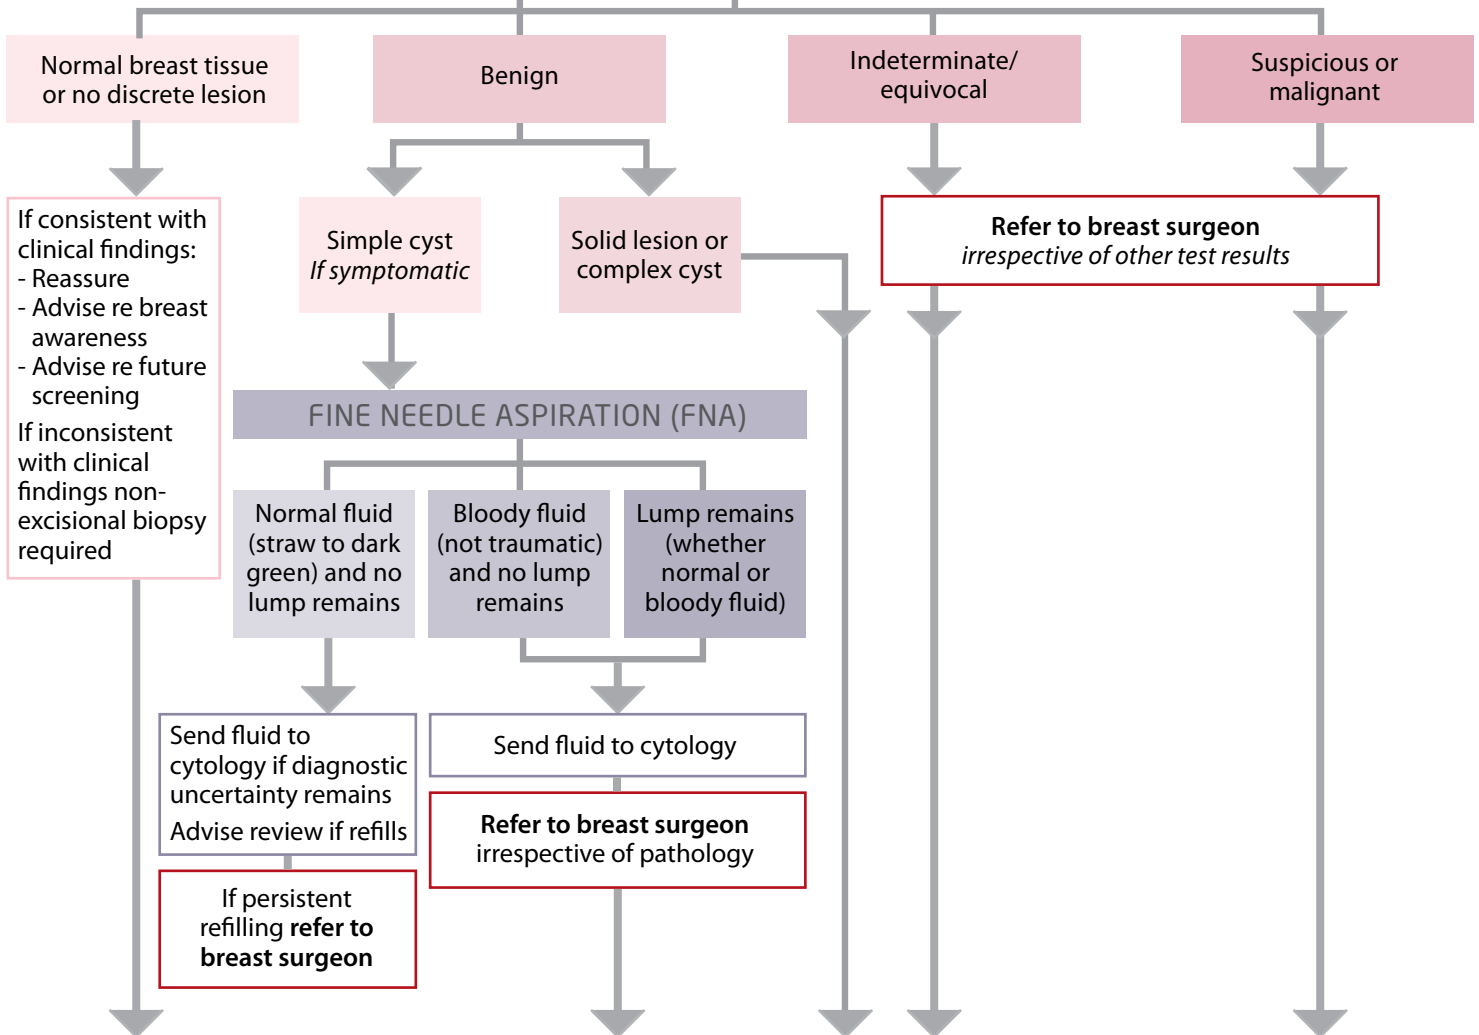 Normal breast tissue
or no discrete lesion
Benign
Indeterminate/
equivocal
Suspicious or
malignant
If consistent with
clinical findings:
- Reassure
- Advise re breast
awareness
- Advise re future
screening
If inconsistent
with clinical
findings non-
excisional biopsy
required
Simple cyst
If symptomatic
Solid lesion or
complex cyst
Refer to breast surgeon
irrespective of other test results
FINE NEEDLE ASPIRATION (FNA)
Normal fluid
(straw to dark
green) and no
lump remains
Bloody fluid
(not traumatic)
and no lump
remains
Lump remains
(whether
normal or
bloody fluid)
Send fluid to
cytology if diagnostic
uncertainty remains
Advise review if refills
Send fluid to cytology
Refer to breast surgeon
irrespective of pathology
If persistent
refilling refer to
breast surgeon